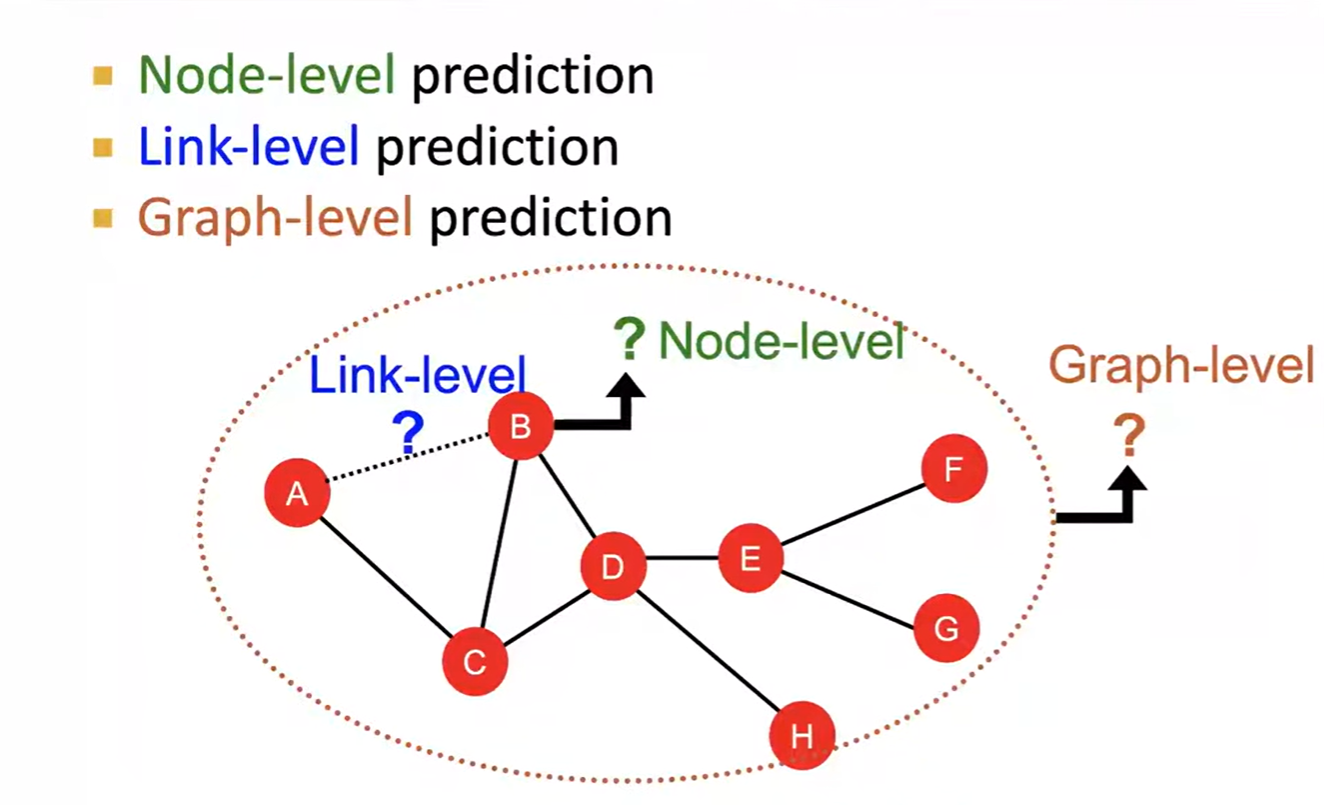 Node-level prediction
Link-level prediction
Graph-level prediction
? Node-level
Link-level
?
Graph-level
?
B
A
F
D
E
G
C
H